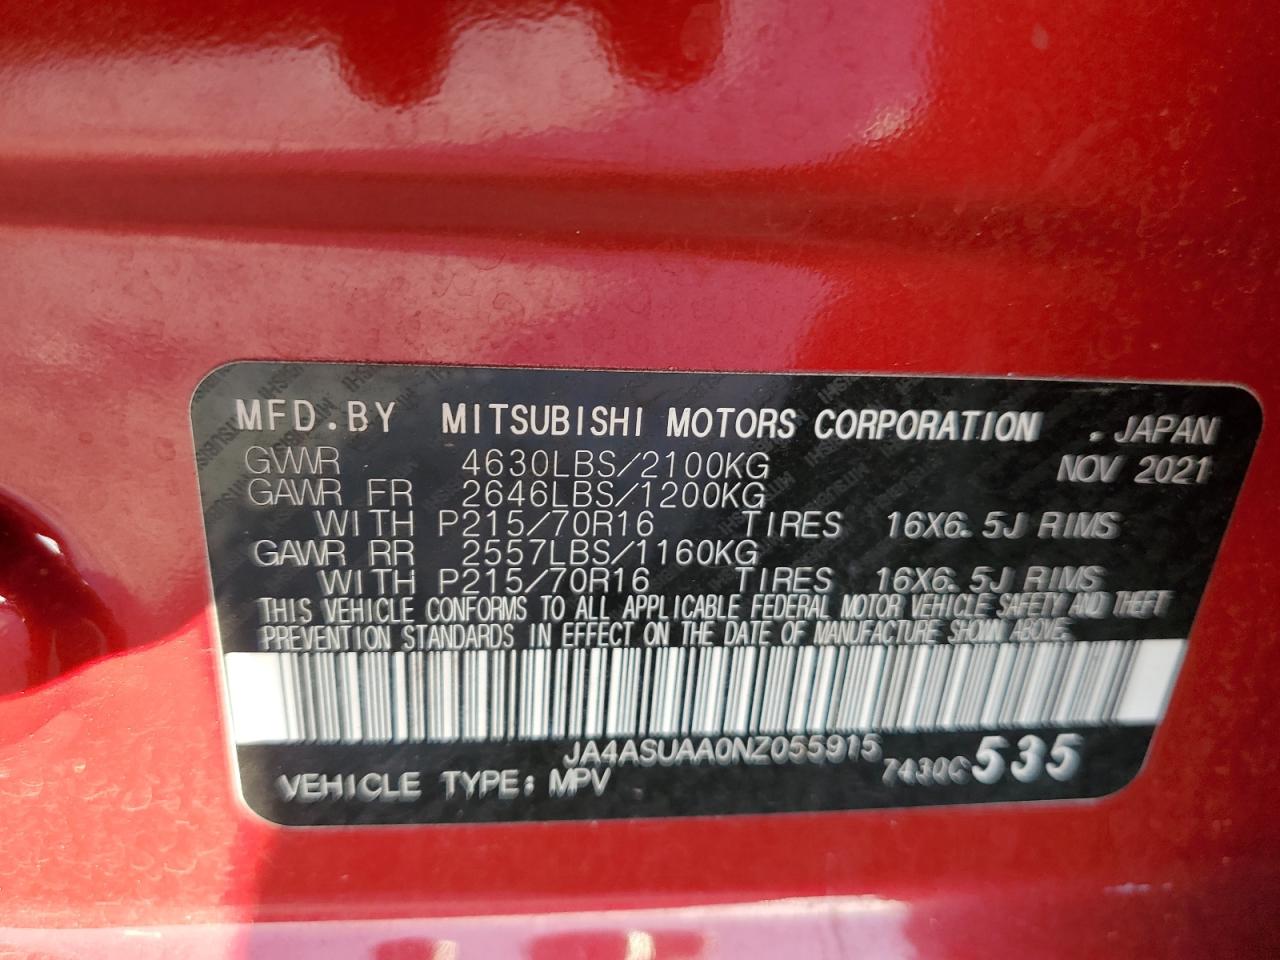 MFD.BY MITSUBISHI MOTORS CORPORATION . JAPAN
GVWR 4630LBS/2100KG NOV 2021
GAWR FR 2646LBS/1200KG
WITH P215/70R16 TIRES 16X6.5J RIMS
GAWR RR 2557LBS/1160KG
WITH P215/70R16 TIRES 16X6.5J RIMS
THIS VEHICLE CONFORMS TO ALL APPLICABLE FEDERAL MOTOR VEHICLE SAFETY AND THEFT
PREVENTION STANDARDS IN EFFECT ON THE DATE OF MANUFACTURE SHOWN ABOVE.
JA4ASUAA0NZ055915 7430C535
VEHICLE TYPE: MPV